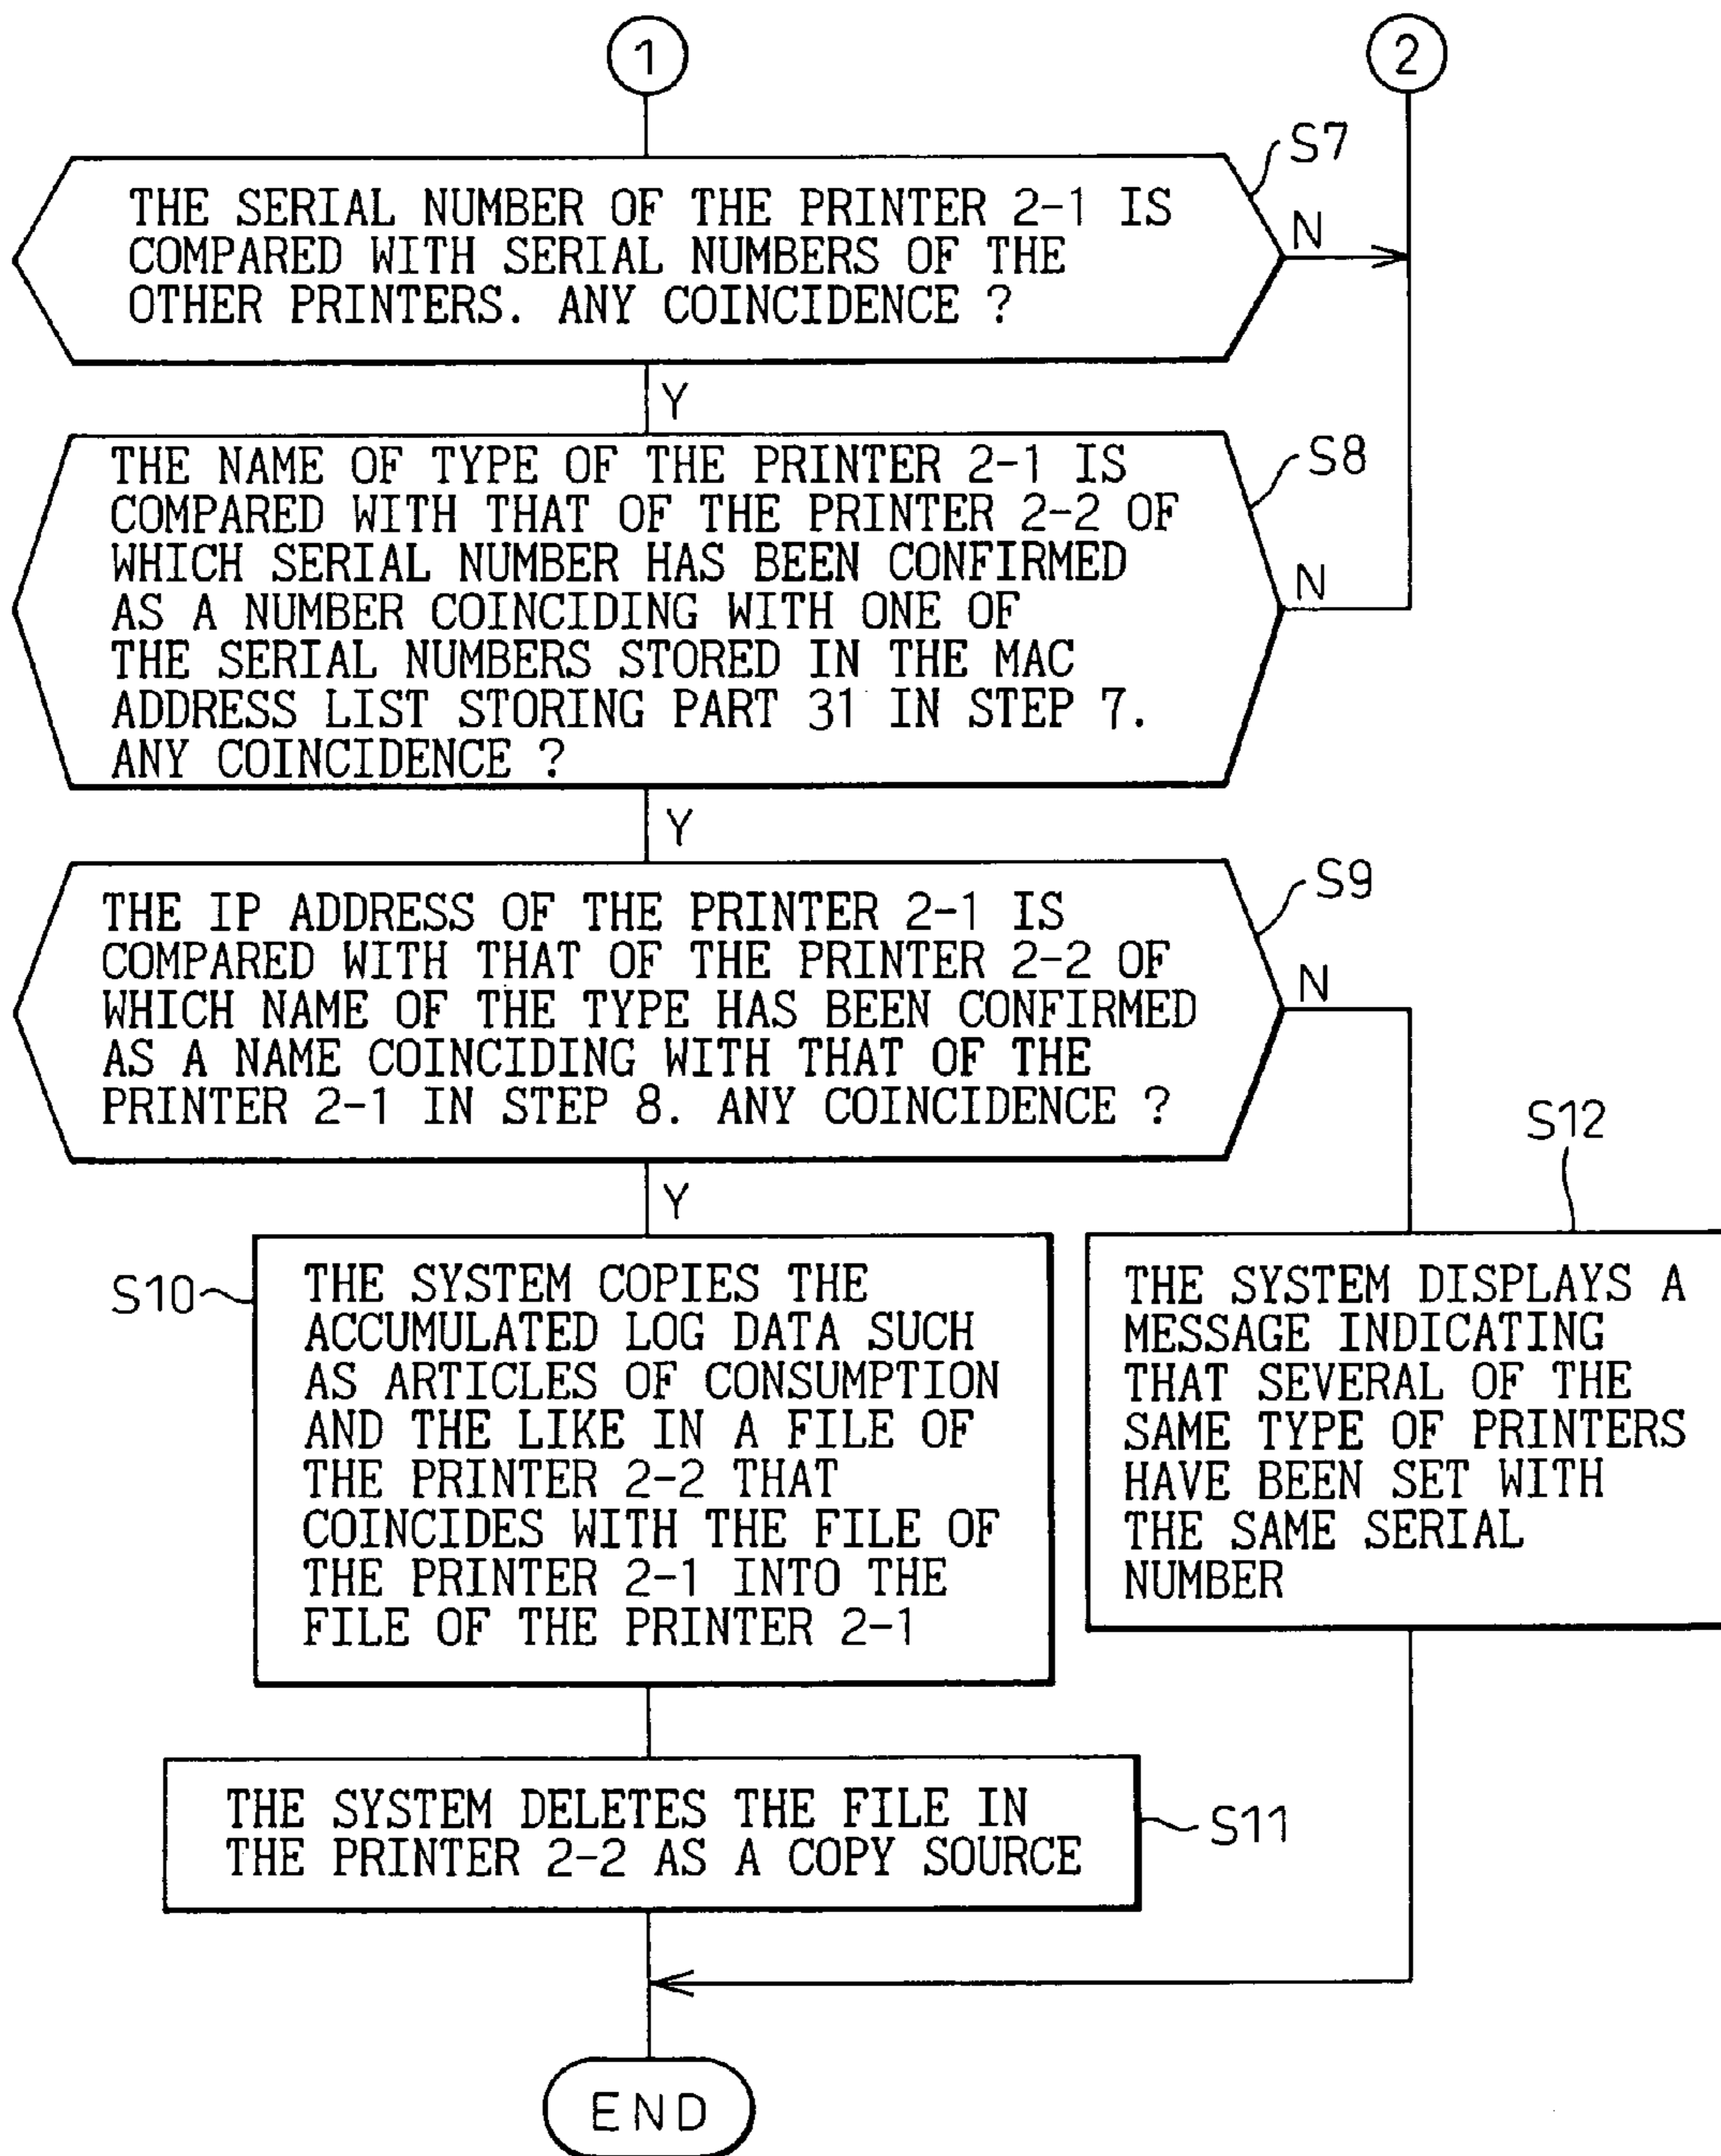 1
2
S7
THE SERIAL NUMBER OF THE PRINTER 2-1 IS
COMPARED WITH SERIAL NUMBERS OF THE
OTHER PRINTERS. ANY COINCIDENCE ?
N
Y
S8
THE NAME OF TYPE OF THE PRINTER 2-1 IS
COMPARED WITH THAT OF THE PRINTER 2-2 OF
WHICH SERIAL NUMBER HAS BEEN CONFIRMED
AS A NUMBER COINCIDING WITH ONE OF
THE SERIAL NUMBERS STORED IN THE MAC
ADDRESS LIST STORING PART 31 IN STEP 7.
ANY COINCIDENCE ?
N
Y
S9
THE IP ADDRESS OF THE PRINTER 2-1 IS
COMPARED WITH THAT OF THE PRINTER 2-2 OF
WHICH NAME OF THE TYPE HAS BEEN CONFIRMED
AS A NAME COINCIDING WITH THAT OF THE
PRINTER 2-1 IN STEP 8. ANY COINCIDENCE ?
N
Y
S10
THE SYSTEM COPIES THE
ACCUMULATED LOG DATA SUCH
AS ARTICLES OF CONSUMPTION
AND THE LIKE IN A FILE OF
THE PRINTER 2-2 THAT
COINCIDES WITH THE FILE OF
THE PRINTER 2-1 INTO THE
FILE OF THE PRINTER 2-1
S12
THE SYSTEM DISPLAYS A
MESSAGE INDICATING
THAT SEVERAL OF THE
SAME TYPE OF PRINTERS
HAVE BEEN SET WITH
THE SAME SERIAL
NUMBER
THE SYSTEM DELETES THE FILE IN
THE PRINTER 2-2 AS A COPY SOURCE
S11
END